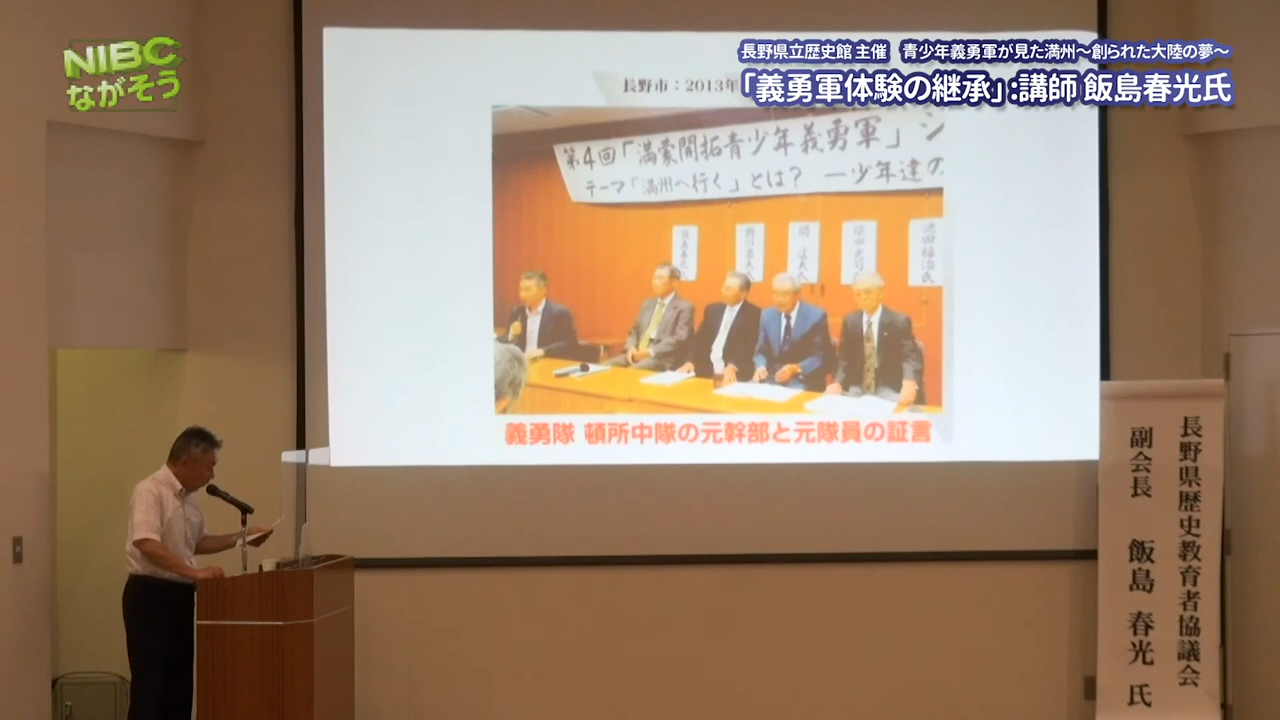 NIBC
ながそう
長野県立歴史館 主催 青少年義勇軍が見た満州～創られた大陸の夢～
「義勇軍体験の継承」:講師 飯島春光氏
長野市：2013年
第4回「満蒙開拓青少年義勇軍」シ
テーマ「満州へ行く」とは？ ―少年達の
池田福治氏
義勇隊 頓所中隊の元幹部と元隊員の証言
長野県歴史教育者協議会
副会長 飯島 春光 氏